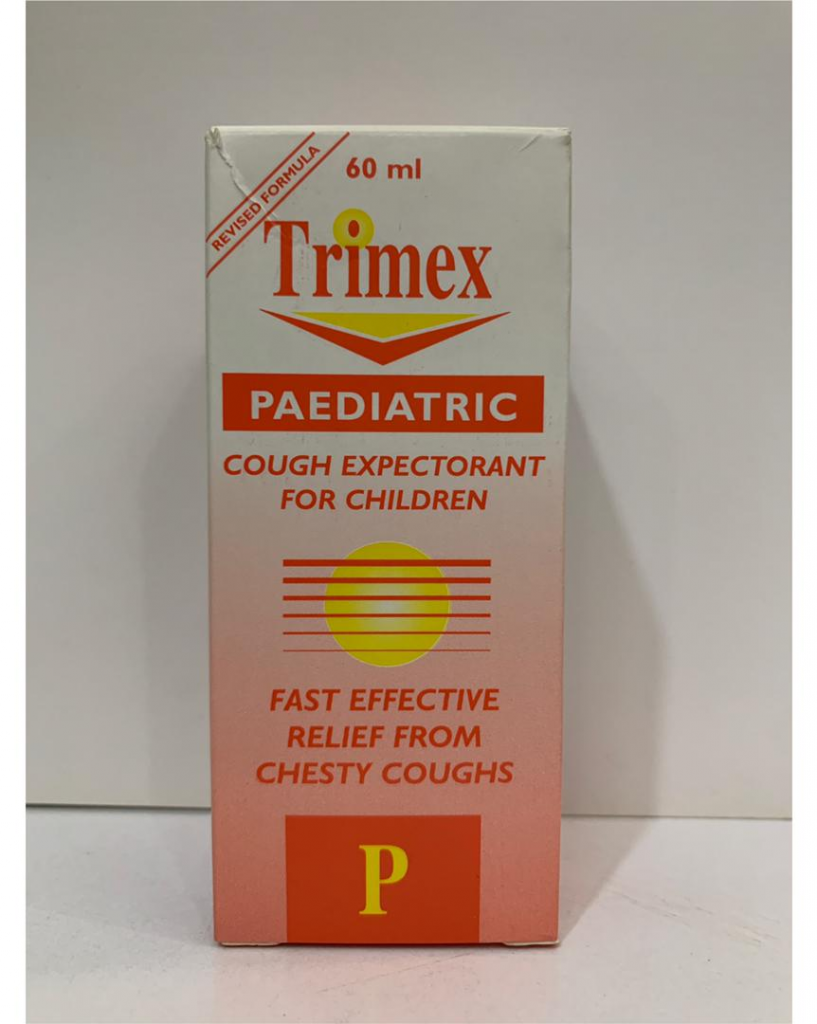 60 ml
REVISED FORMULA
Trimex
PAEDIATRIC
COUGH EXPECTORANT
FOR CHILDREN
FAST EFFECTIVE
RELIEF FROM
CHESTY COUGHS
P